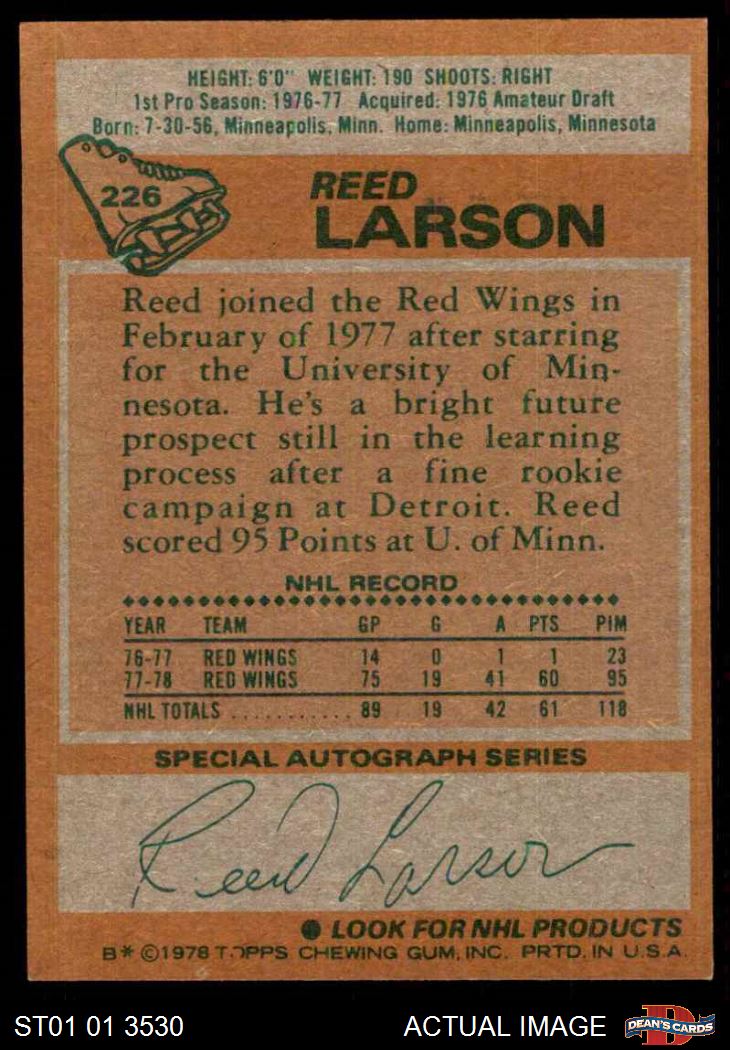 HEIGHT: 6'0" WEIGHT: 190 SHOOTS: RIGHT
1st Pro Season: 1976-77 Acquired: 1976 Amateur Draft
Born: 7-30-56, Minneapolis, Minn. Home: Minneapolis, Minnesota
226
REED
LARSON
Reed joined the Red Wings in
February of 1977 after starring
for the University of Min-
nesota. He's a bright future
prospect still in the learning
process after a fine rookie
campaign at Detroit. Reed
scored 95 Points at U. of Minn.
NHL RECORD
YEAR TEAM GP G A PTS PIM
76-77 RED WINGS 14 0 1 1 23
77-78 RED WINGS 75 19 41 60 95
NHL TOTALS ............ 89 19 42 61 118
SPECIAL AUTOGRAPH SERIES
Reed Larson
● LOOK FOR NHL PRODUCTS
B* ©1978 TOPPS CHEWING GUM, INC. PRTD. IN U.S.A.
ST01 01 3530 ACTUAL IMAGE
D
DEAN'S CARDS